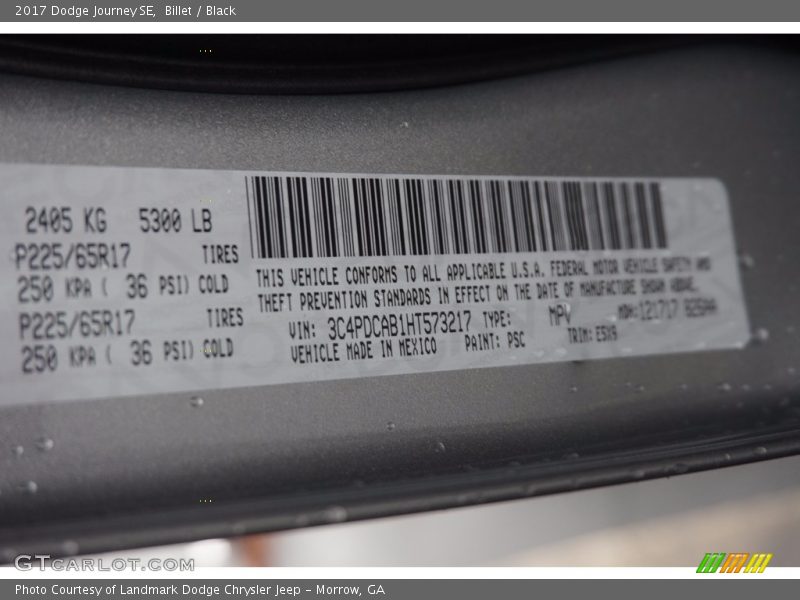 2017 Dodge Journey SE,  Billet / Black
2405 KG  5300 LB
P225/65R17  TIRES
250 KPA ( 36 PSI) COLD
P225/65R17  TIRES
250 KPA ( 36 PSI) COLD
THIS VEHICLE CONFORMS TO ALL APPLICABLE U.S.A. FEDERAL MOTOR VEHICLE SAFETY AND
THEFT PREVENTION STANDARDS IN EFFECT ON THE DATE OF MANUFACTURE SHOWN ABOVE.
VIN: 3C4PDCAB1HT573217 TYPE: MPV MDH: 121717
VEHICLE MADE IN MEXICO  PAINT: PSC  TRIM: E5X9
GTCARLOT.COM
Photo Courtesy of Landmark Dodge Chrysler Jeep – Morrow, GA